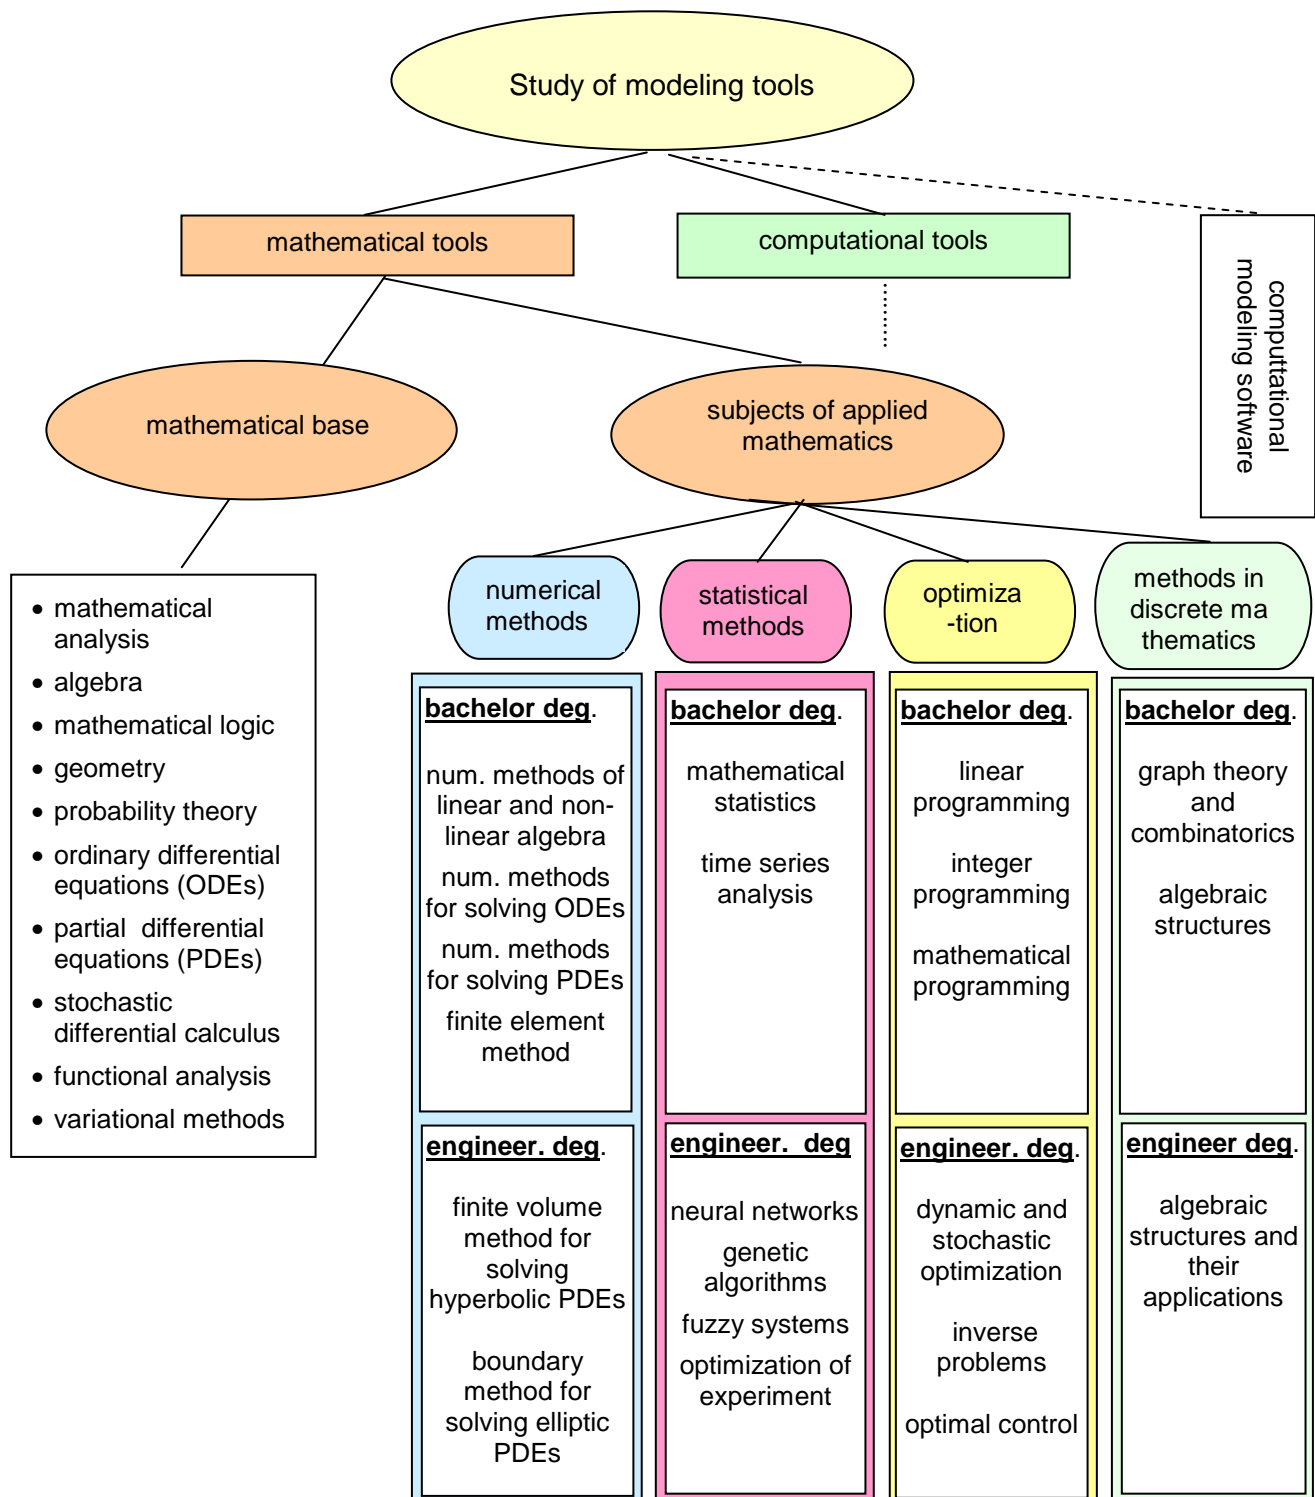 Study of modeling tools
mathematical tools
computational tools
computtational
modeling software
mathematical base
subjects of applied
mathematics
• mathematical
analysis
• algebra
• mathematical logic
• geometry
• probability theory
• ordinary differential
equations (ODEs)
• partial differential
equations (PDEs)
• stochastic
differential calculus
• functional analysis
• variational methods
numerical
methods
bachelor deg.
num. methods of
linear and non-
linear algebra
num. methods
for solving ODEs
num. methods
for solving PDEs
finite element
method
engineer. deg.
finite volume
method for
solving
hyperbolic PDEs
boundary
method for
solving elliptic
PDEs
statistical
methods
bachelor deg.
mathematical
statistics
time series
analysis
engineer. deg
neural networks
genetic
algorithms
fuzzy systems
optimization of
experiment
optimiza
-tion
bachelor deg.
linear
programming
integer
programming
mathematical
programming
engineer. deg.
dynamic and
stochastic
optimization
inverse
problems
optimal control
methods in
discrete ma
thematics
bachelor deg.
graph theory
and
combinatorics
algebraic
structures
engineer deg.
algebraic
structures and
their
applications